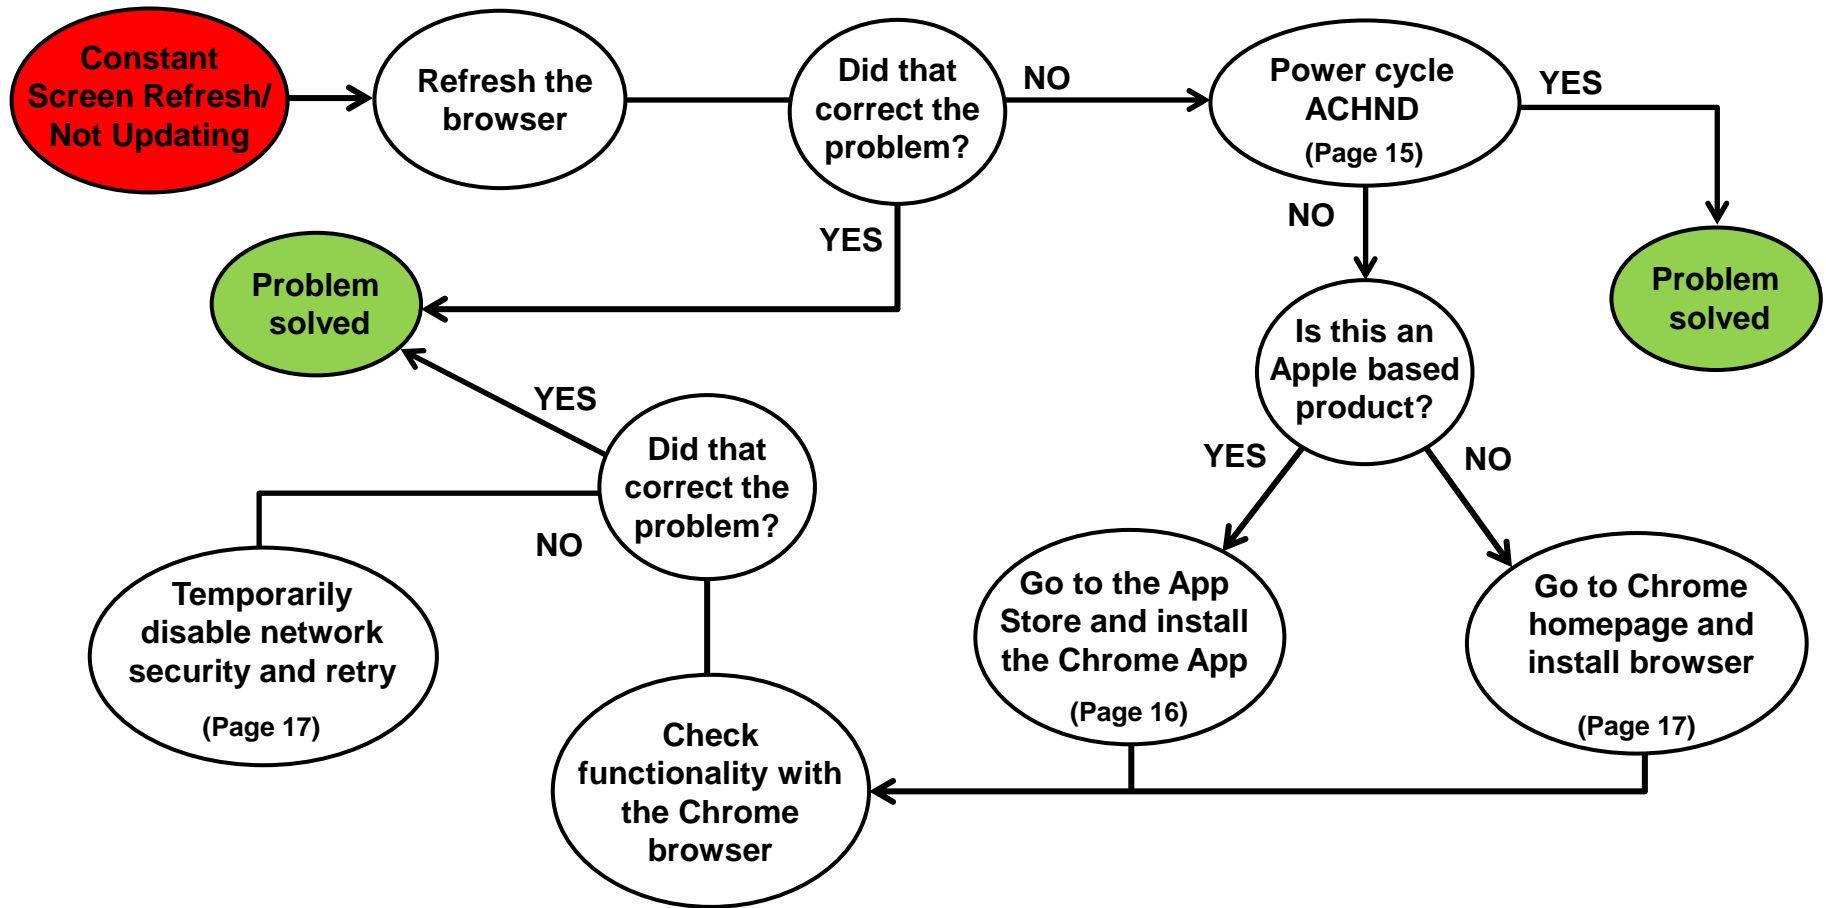 Constant
Screen Refresh/
Not Updating
Refresh the
browser
Did that
correct the
problem?
NO
Power cycle
ACHND
(Page 15)
YES
NO
YES
Problem
solved
Problem
solved
Is this an
Apple based
product?
YES
NO
YES
Did that
correct the
problem?
NO
Temporarily
disable network
security and retry
(Page 17)
Go to the App
Store and install
the Chrome App
(Page 16)
Go to Chrome
homepage and
install browser
(Page 17)
Check
functionality with
the Chrome
browser